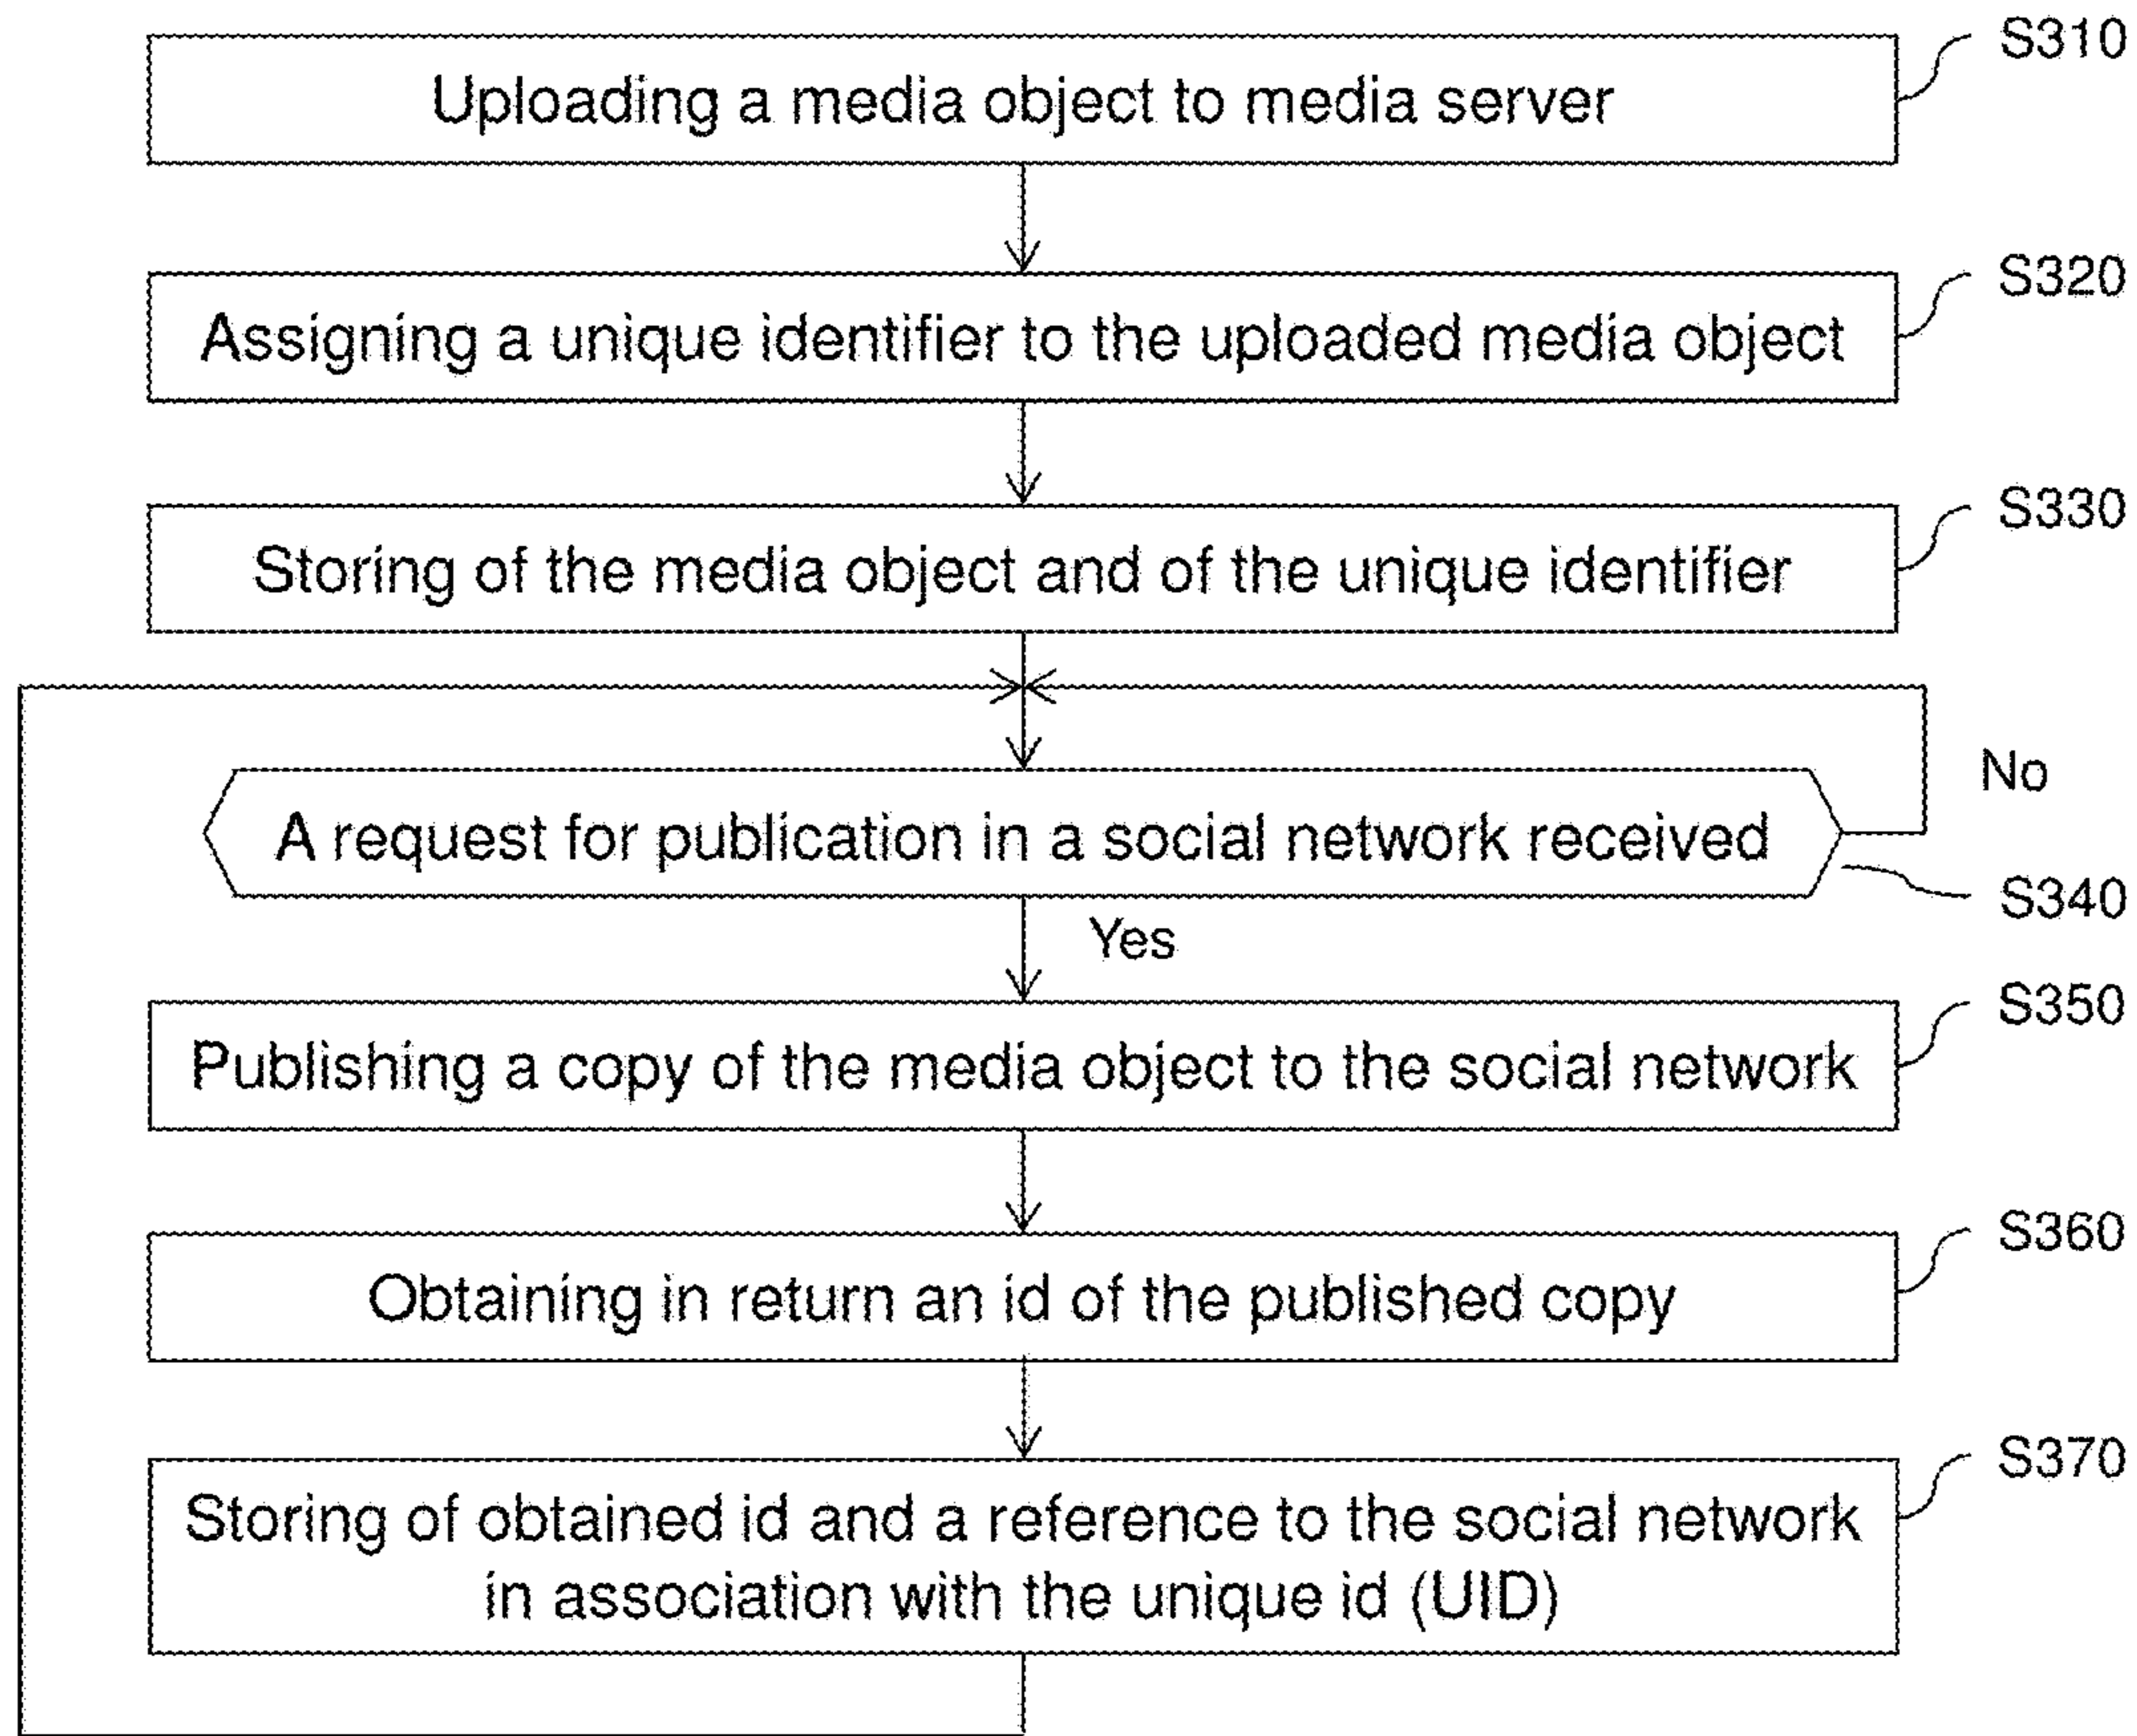 S310
Uploading a media object to media server
S320
Assigning a unique identifier to the uploaded media object
S330
Storing of the media object and of the unique identifier
No
A request for publication in a social network received
S340
Yes
S350
Publishing a copy of the media object to the social network
S360
Obtaining in return an id of the published copy
S370
Storing of obtained id and a reference to the social network
in association with the unique id (UID)